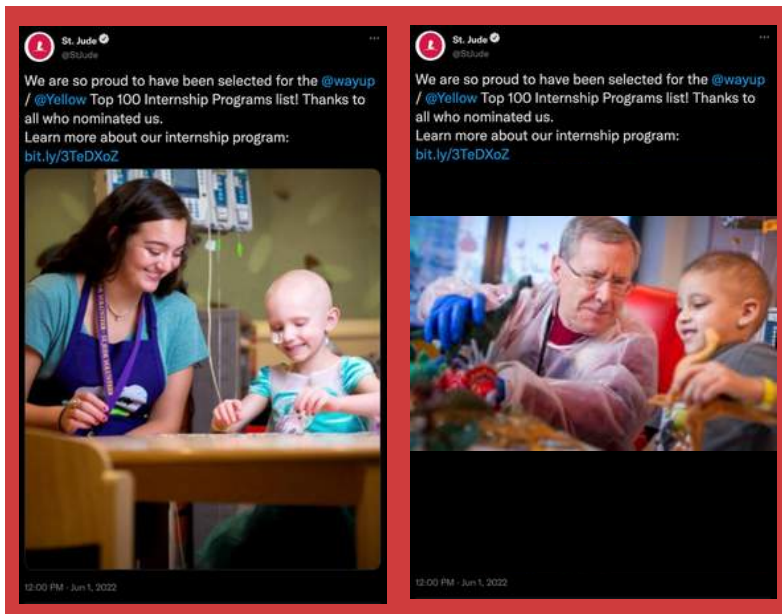 St. Jude
@StJude
We are so proud to have been selected for the @wayup
/ @Yellow Top 100 Internship Programs list! Thanks to
all who nominated us.
Learn more about our internship program:
bit.ly/3TeDXoZ
12:00 PM · Jun 1, 2022
St. Jude
@StJude
We are so proud to have been selected for the @wayup
/ @Yellow Top 100 Internship Programs list! Thanks to
all who nominated us.
Learn more about our internship program:
bit.ly/3TeDXoZ
12:00 PM · Jun 1, 2022